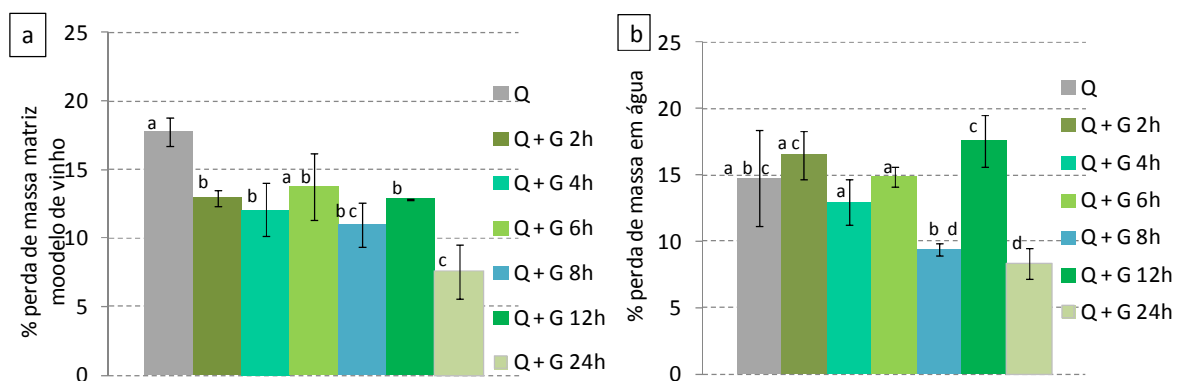 a
% perda de massa matriz
moodelo de vinho
25
20
15
10
5
0
a
b
b
a b
b c
b
c
Q
Q + G 2h
Q + G 4h
Q + G 6h
Q + G 8h
Q + G 12h
Q + G 24h
b
% perda de massa em água
25
20
15
10
5
0
a b c
a c
a
a
b d
c
d
Q
Q + G 2h
Q + G 4h
Q + G 6h
Q + G 8h
Q + G 12h
Q + G 24h